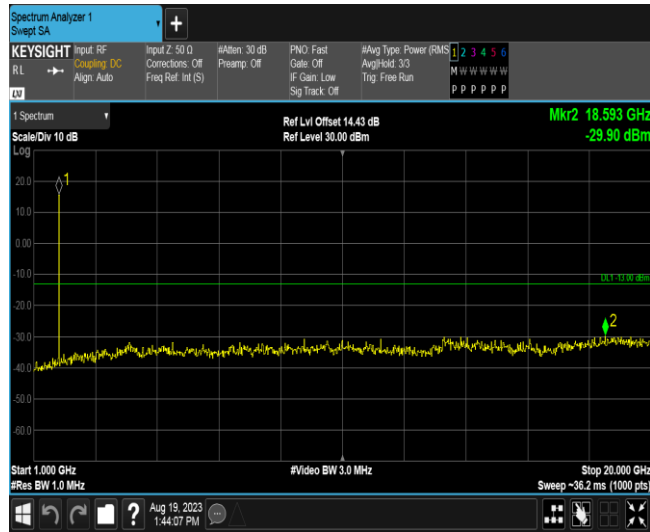 Spectrum Analyzer 1
Swept SA
+
KEYSIGHT
RL
LXI
Input: RF
Coupling: DC
Align: Auto
Input Z: 50 Ω
Corrections: Off
Freq Ref: Int (S)
#Atten: 30 dB
Preamp: Off
PNO: Fast
Gate: Off
IF Gain: Low
Sig Track: Off
#Avg Type: Power (RMS
Avg|Hold: 3/3
Trig: Free Run
1 2 3 4 5 6
M W W W W W
P P P P P P
1 Spectrum
Scale/Div 10 dB
Log
Ref Lvl Offset 14.43 dB
Ref Level 30.00 dBm
Mkr2 18.593 GHz
-29.90 dBm
20.0
1
10.0
0.00
-10.0
DL1 -13.00 dBm
-20.0
2
-30.0
-40.0
-50.0
-60.0
Start 1.000 GHz
#Video BW 3.0 MHz
Stop 20.000 GHz
#Res BW 1.0 MHz
Sweep ~36.2 ms (1000 pts)
?
Aug 19, 2023
1:44:07 PM